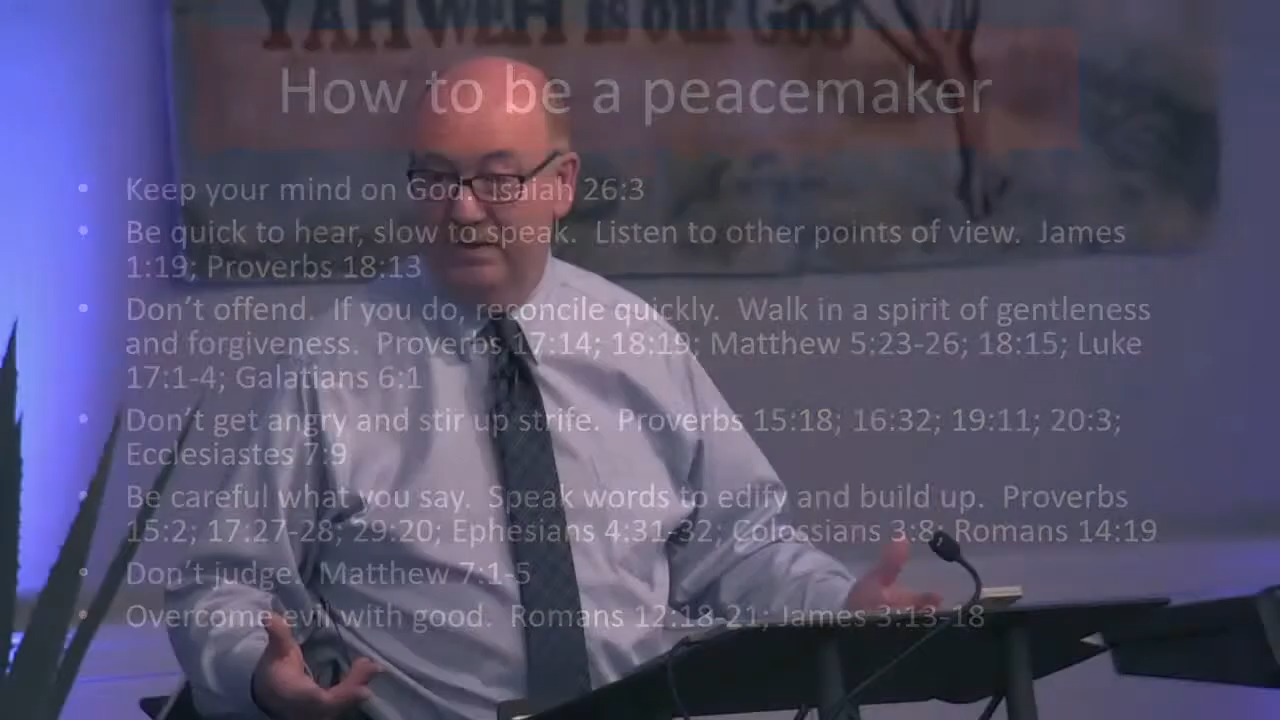 YAHWEH is our God
How to be a peacemaker
• Keep your mind on God. Isaiah 26:3
• Be quick to hear, slow to speak. Listen to other points of view. James
1:19; Proverbs 18:13
• Don’t offend. If you do, reconcile quickly. Walk in a spirit of gentleness
and forgiveness. Proverbs 17:14; 18:19; Matthew 5:23-26; 18:15; Luke
17:1-4; Galatians 6:1
• Don’t get angry and stir up strife. Proverbs 15:18; 16:32; 19:11; 20:3;
Ecclesiastes 7:9
• Be careful what you say. Speak words to edify and build up. Proverbs
15:2; 17.27-28; 29:20; Ephesians 4:31-32; Colossians 3:8; Romans 14:19
• Don’t judge. Matthew 7:1-5
• Overcome evil with good. Romans 12:18-21; James 3:13-18